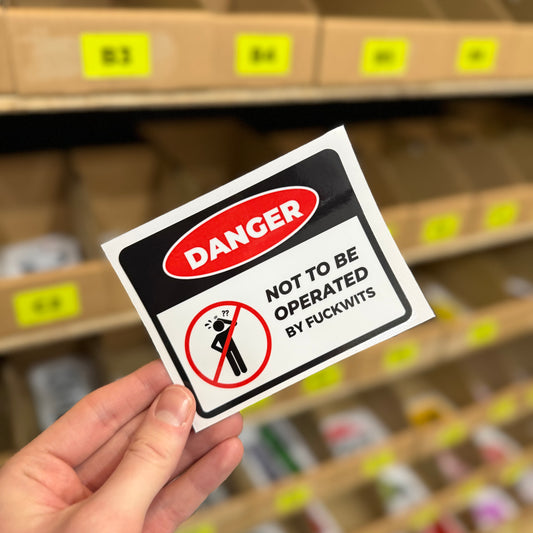 B3
B4
DANGER
??
NOT TO BE
OPERATED
BY FUCKWITS